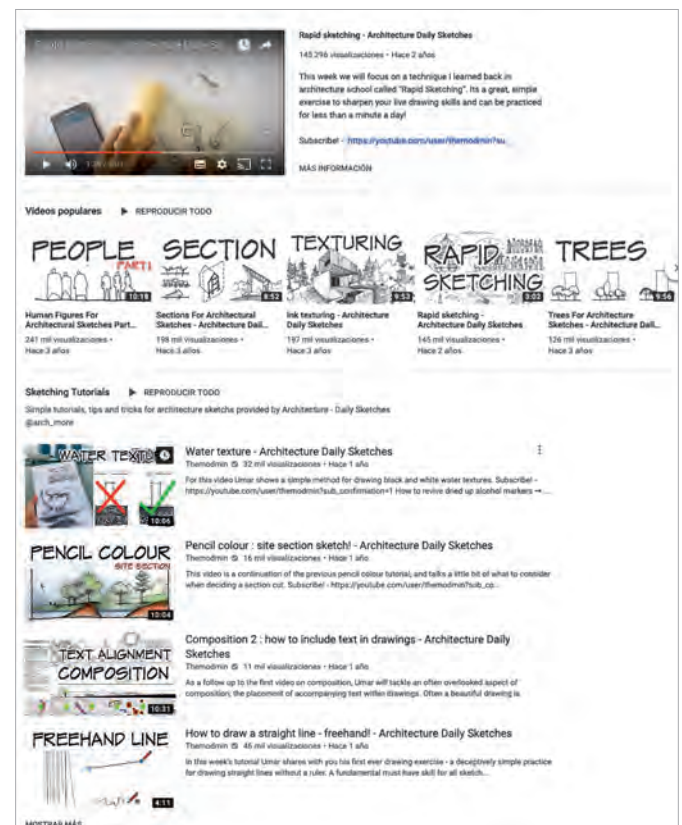 Rapid sketching - Architecture Daily Sketches
145.296 visualizaciones • Hace 2 años
This week we will focus on a technique I learned back in
architecture school called "Rapid Sketching". Its a great, simple
exercise to sharpen your live drawing skills and can be practiced
for less than a minute a day!
Subscribe! - https://youtube.com/user/themodmin?su...
MÁS INFORMACIÓN
Videos populares ▶ REPRODUCIR TODO
PEOPLE
PART1
10:18
SECTION
8:52
TEXTURING
9:53
RAPID
SKETCHING
TREES
9:56
Human Figures For
Architectural Sketches Part...
241 mil visualizaciones •
Hace 3 años
Sections For Architectural
Sketches - Architecture Dail...
198 mil visualizaciones •
Hace 3 años
Ink texturing - Architecture
Daily Sketches
197 mil visualizaciones •
Hace 3 años
Rapid sketching -
Architecture Daily Sketches
145 mil visualizaciones •
Hace 2 años
Trees For Architecture
Sketches - Architecture Dail...
126 mil visualizaciones •
Hace 3 años
Sketching Tutorials ▶ REPRODUCIR TODO
Simple tutorials, tips and tricks for architecture sketchs provided by Architecture - Daily Sketches
@arch_more
WATER TEXTU
10:06
Water texture - Architecture Daily Sketches
Themodmin 32 mil visualizaciones • Hace 1 año
For this video Umar shows a simple method for drawing black and white water textures. Subscribe! -
https://youtube.com/user/themodmin?sub_confirmation=1 How to revive dried up alcohol markers → ...
PENCIL COLOUR
SITE SECTION
10:04
Pencil colour : site section sketch! - Architecture Daily Sketches
Themodmin 16 mil visualizaciones • Hace 1 año
This video is a continuation of the previous pencil colour tutorial, and talks a little bit of what to consider
when deciding a section cut. Subscribe! - https://youtube.com/user/themodmin?sub_co...
TEXT ALIGNMENT
COMPOSITION
10:31
Composition 2 : how to include text in drawings - Architecture Daily
Sketches
Themodmin 11 mil visualizaciones • Hace 1 año
As a follow up to the first video on composition, Umar will tackle an often overlooked aspect of
composition; the placement of accompanying text within drawings. Often a beautiful drawing is
FREEHAND LINE
4:11
How to draw a straight line - freehand! - Architecture Daily Sketches
Themodmin 46 mil visualizaciones • Hace 1 año
In this week's tutorial Umar shares with you his first ever drawing exercise - a deceptively simple practice
for drawing straight lines without a ruler. A fundamental must have skill for all sketch...
MOSTRAR MÁS